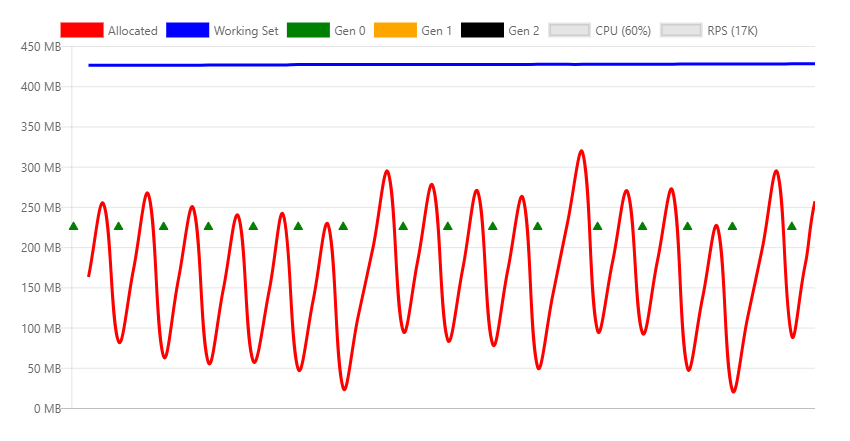 Allocated Working Set Gen 0 Gen 1 Gen 2 CPU (60%) RPS (17K)
450 MB
400 MB
350 MB
300 MB
250 MB
200 MB
150 MB
100 MB
50 MB
0 MB